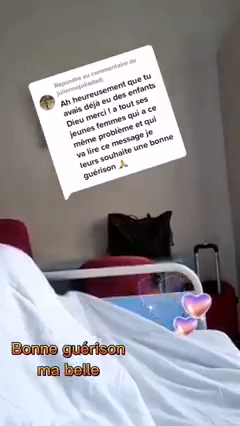 Répondre au commentaire de
juliennejuliadadj
Ah heureusement que tu
avais déjà eu des enfants
Dieu merci ! a tout ses
jeunes femmes qui a ce
même problème et qui
va lire ce message je
leurs souhaite une bonne
guérison 🙏
Bonne guérison
ma belle